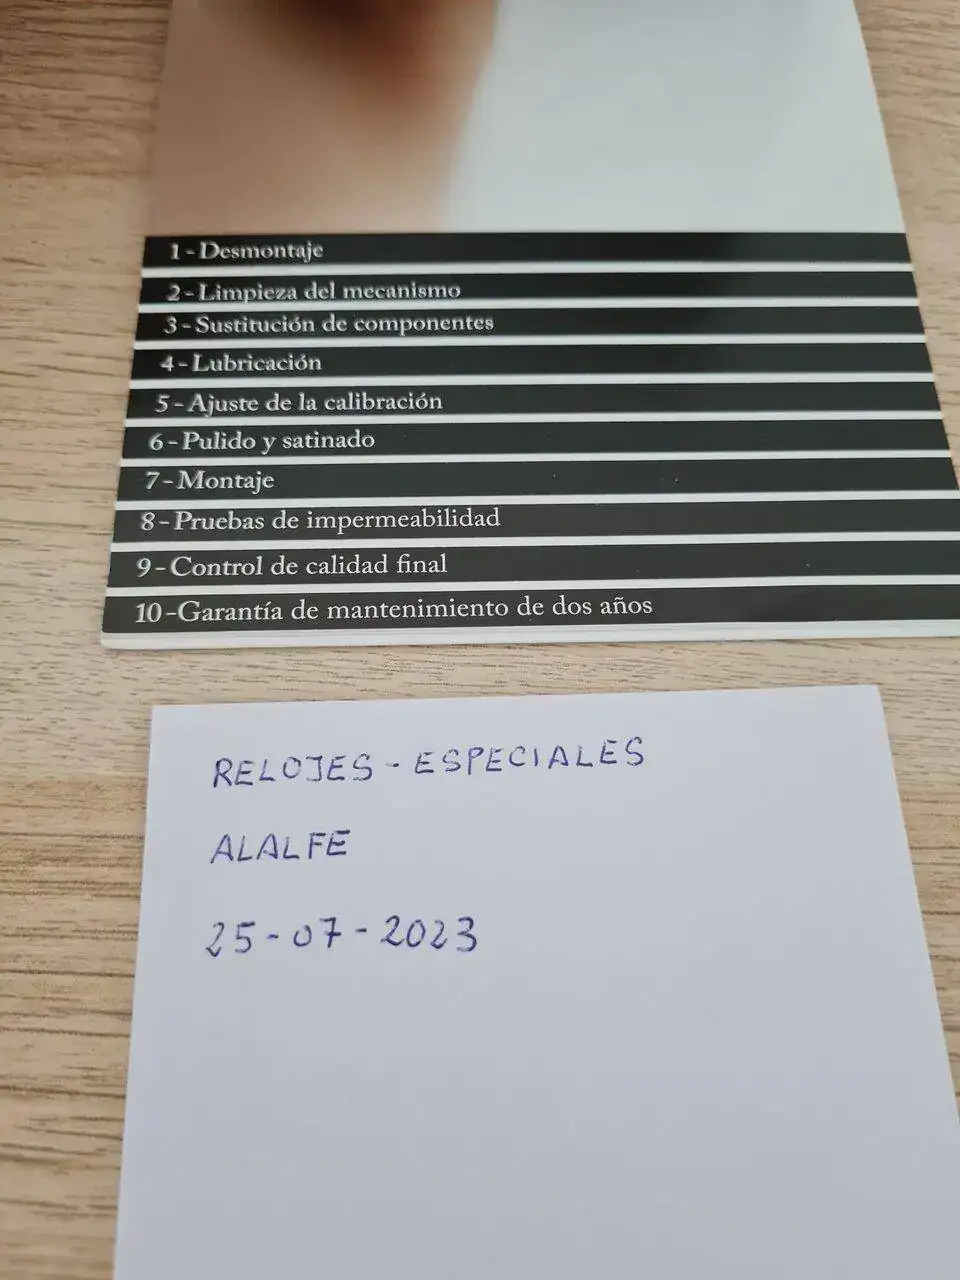 1 - Desmontaje
2 - Limpieza del mecanismo
3 - Sustitución de componentes
4 - Lubricación
5 - Ajuste de la calibración
6 - Pulido y satinado
7 - Montaje
8 - Pruebas de impermeabilidad
9 - Control de calidad final
10 -Garantía de mantenimiento de dos años
RELOJES - ESPECIALES
ALALFE
25-07-2023